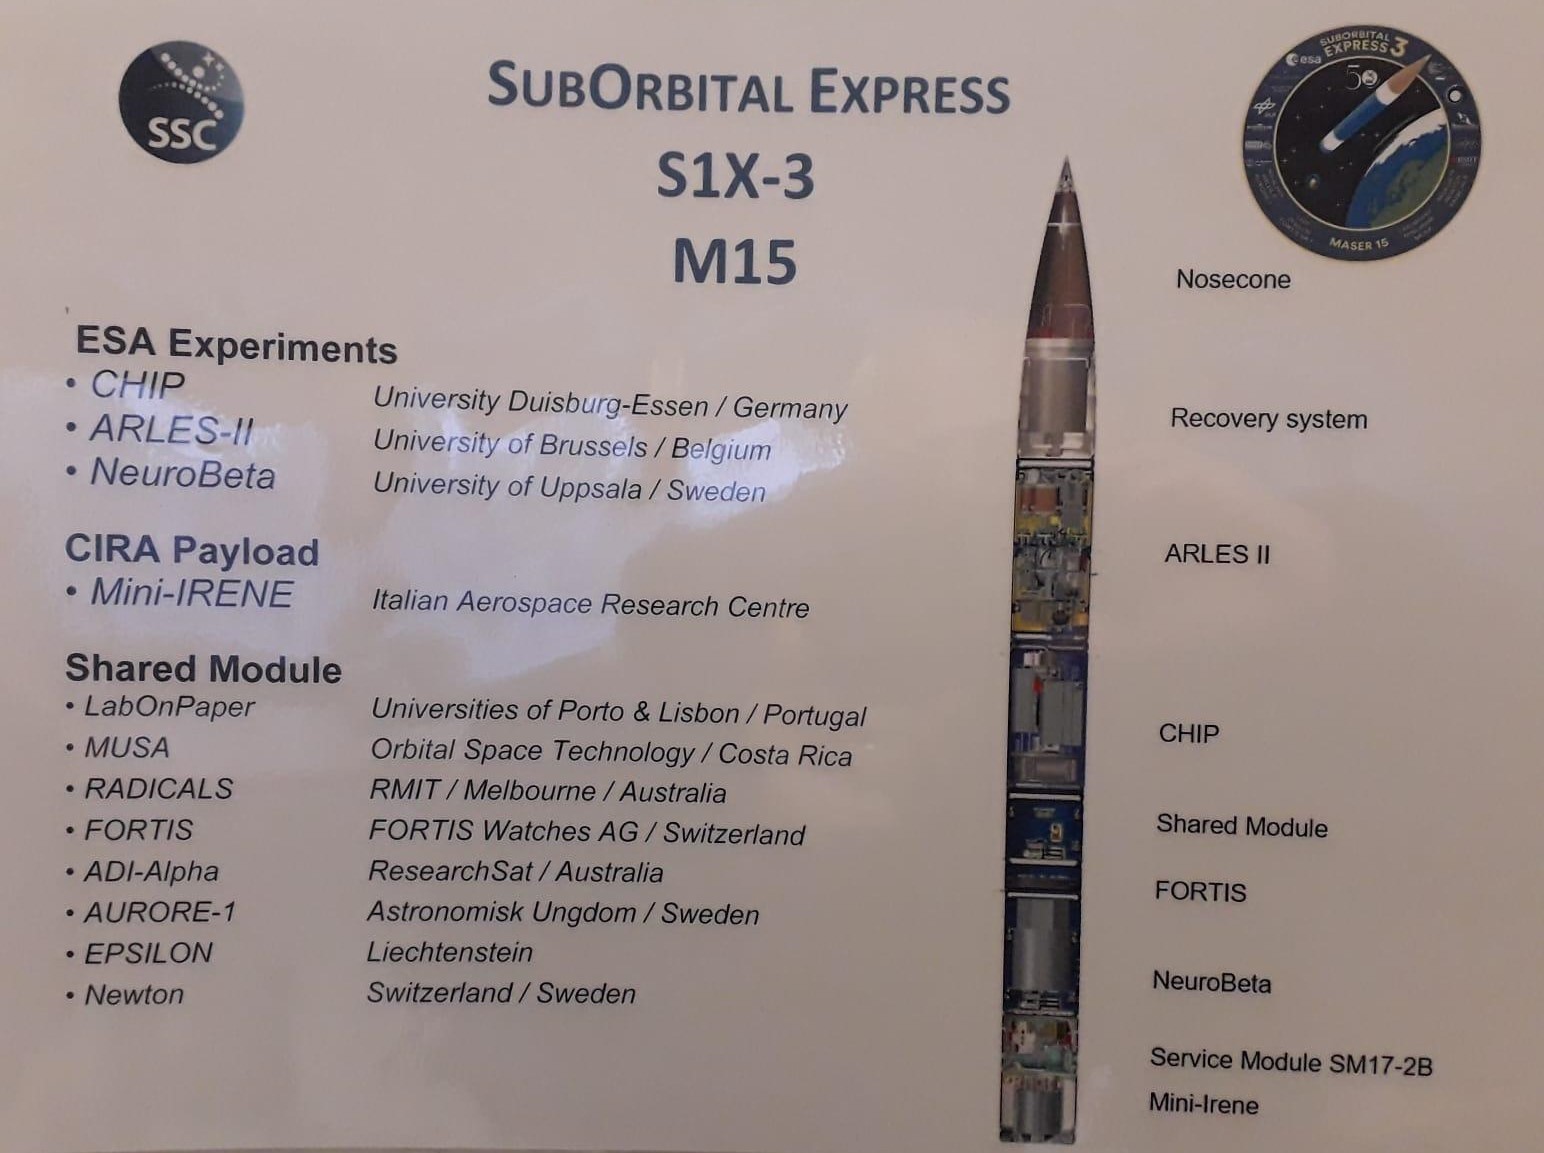 SSC
SUBORBITAL EXPRESS
S1X-3
M15
SUBORBITAL
EXPRESS 3
esa
50
MASER 15
ESA Experiments
• CHIP University Duisburg-Essen / Germany
• ARLES-II University of Brussels / Belgium
• NeuroBeta University of Uppsala / Sweden
CIRA Payload
• Mini-IRENE Italian Aerospace Research Centre
Shared Module
• LabOnPaper Universities of Porto & Lisbon / Portugal
• MUSA Orbital Space Technology / Costa Rica
• RADICALS RMIT / Melbourne / Australia
• FORTIS FORTIS Watches AG / Switzerland
• ADI-Alpha ResearchSat / Australia
• AURORE-1 Astronomisk Ungdom / Sweden
• EPSILON Liechtenstein
• Newton Switzerland / Sweden
Nosecone
Recovery system
ARLES II
CHIP
Shared Module
FORTIS
NeuroBeta
Service Module SM17-2B
Mini-Irene